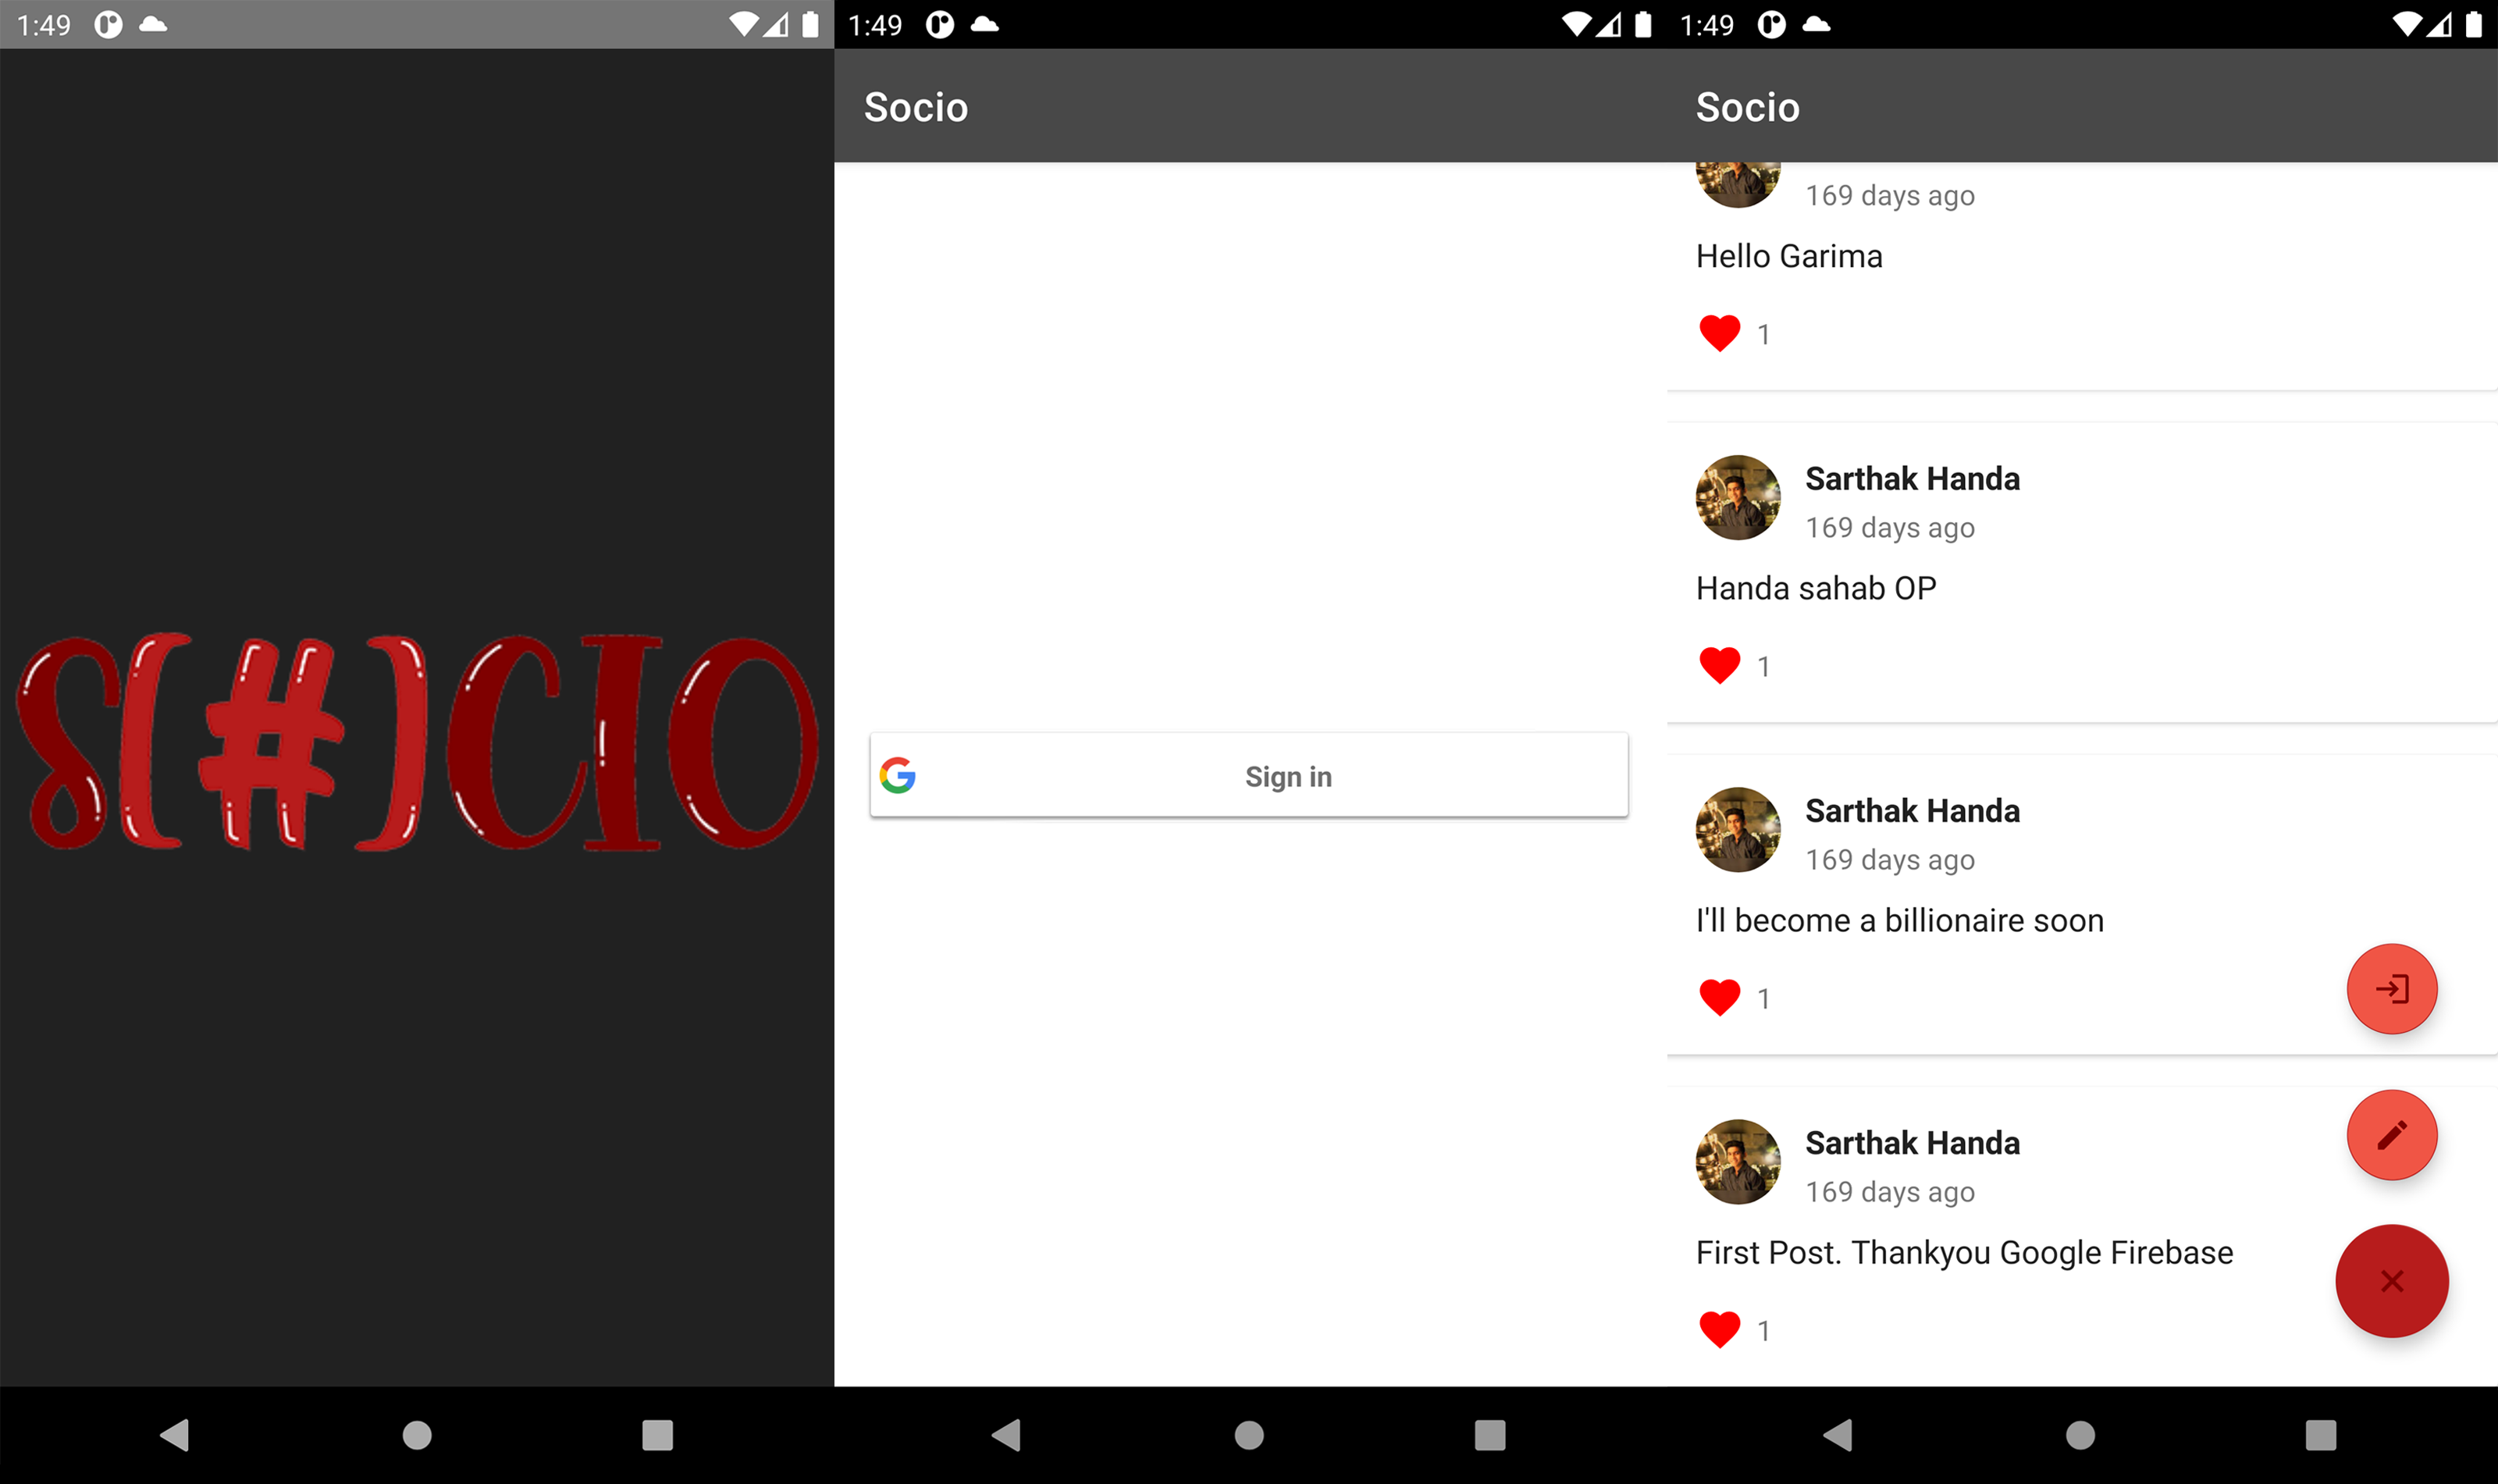 1:49
S(#)CIO
1:49
Socio
Sign in
1:49
Socio
169 days ago
Hello Garima
1
Sarthak Handa
169 days ago
Handa sahab OP
1
Sarthak Handa
169 days ago
I'll become a billionaire soon
1
Sarthak Handa
169 days ago
First Post. Thankyou Google Firebase
1